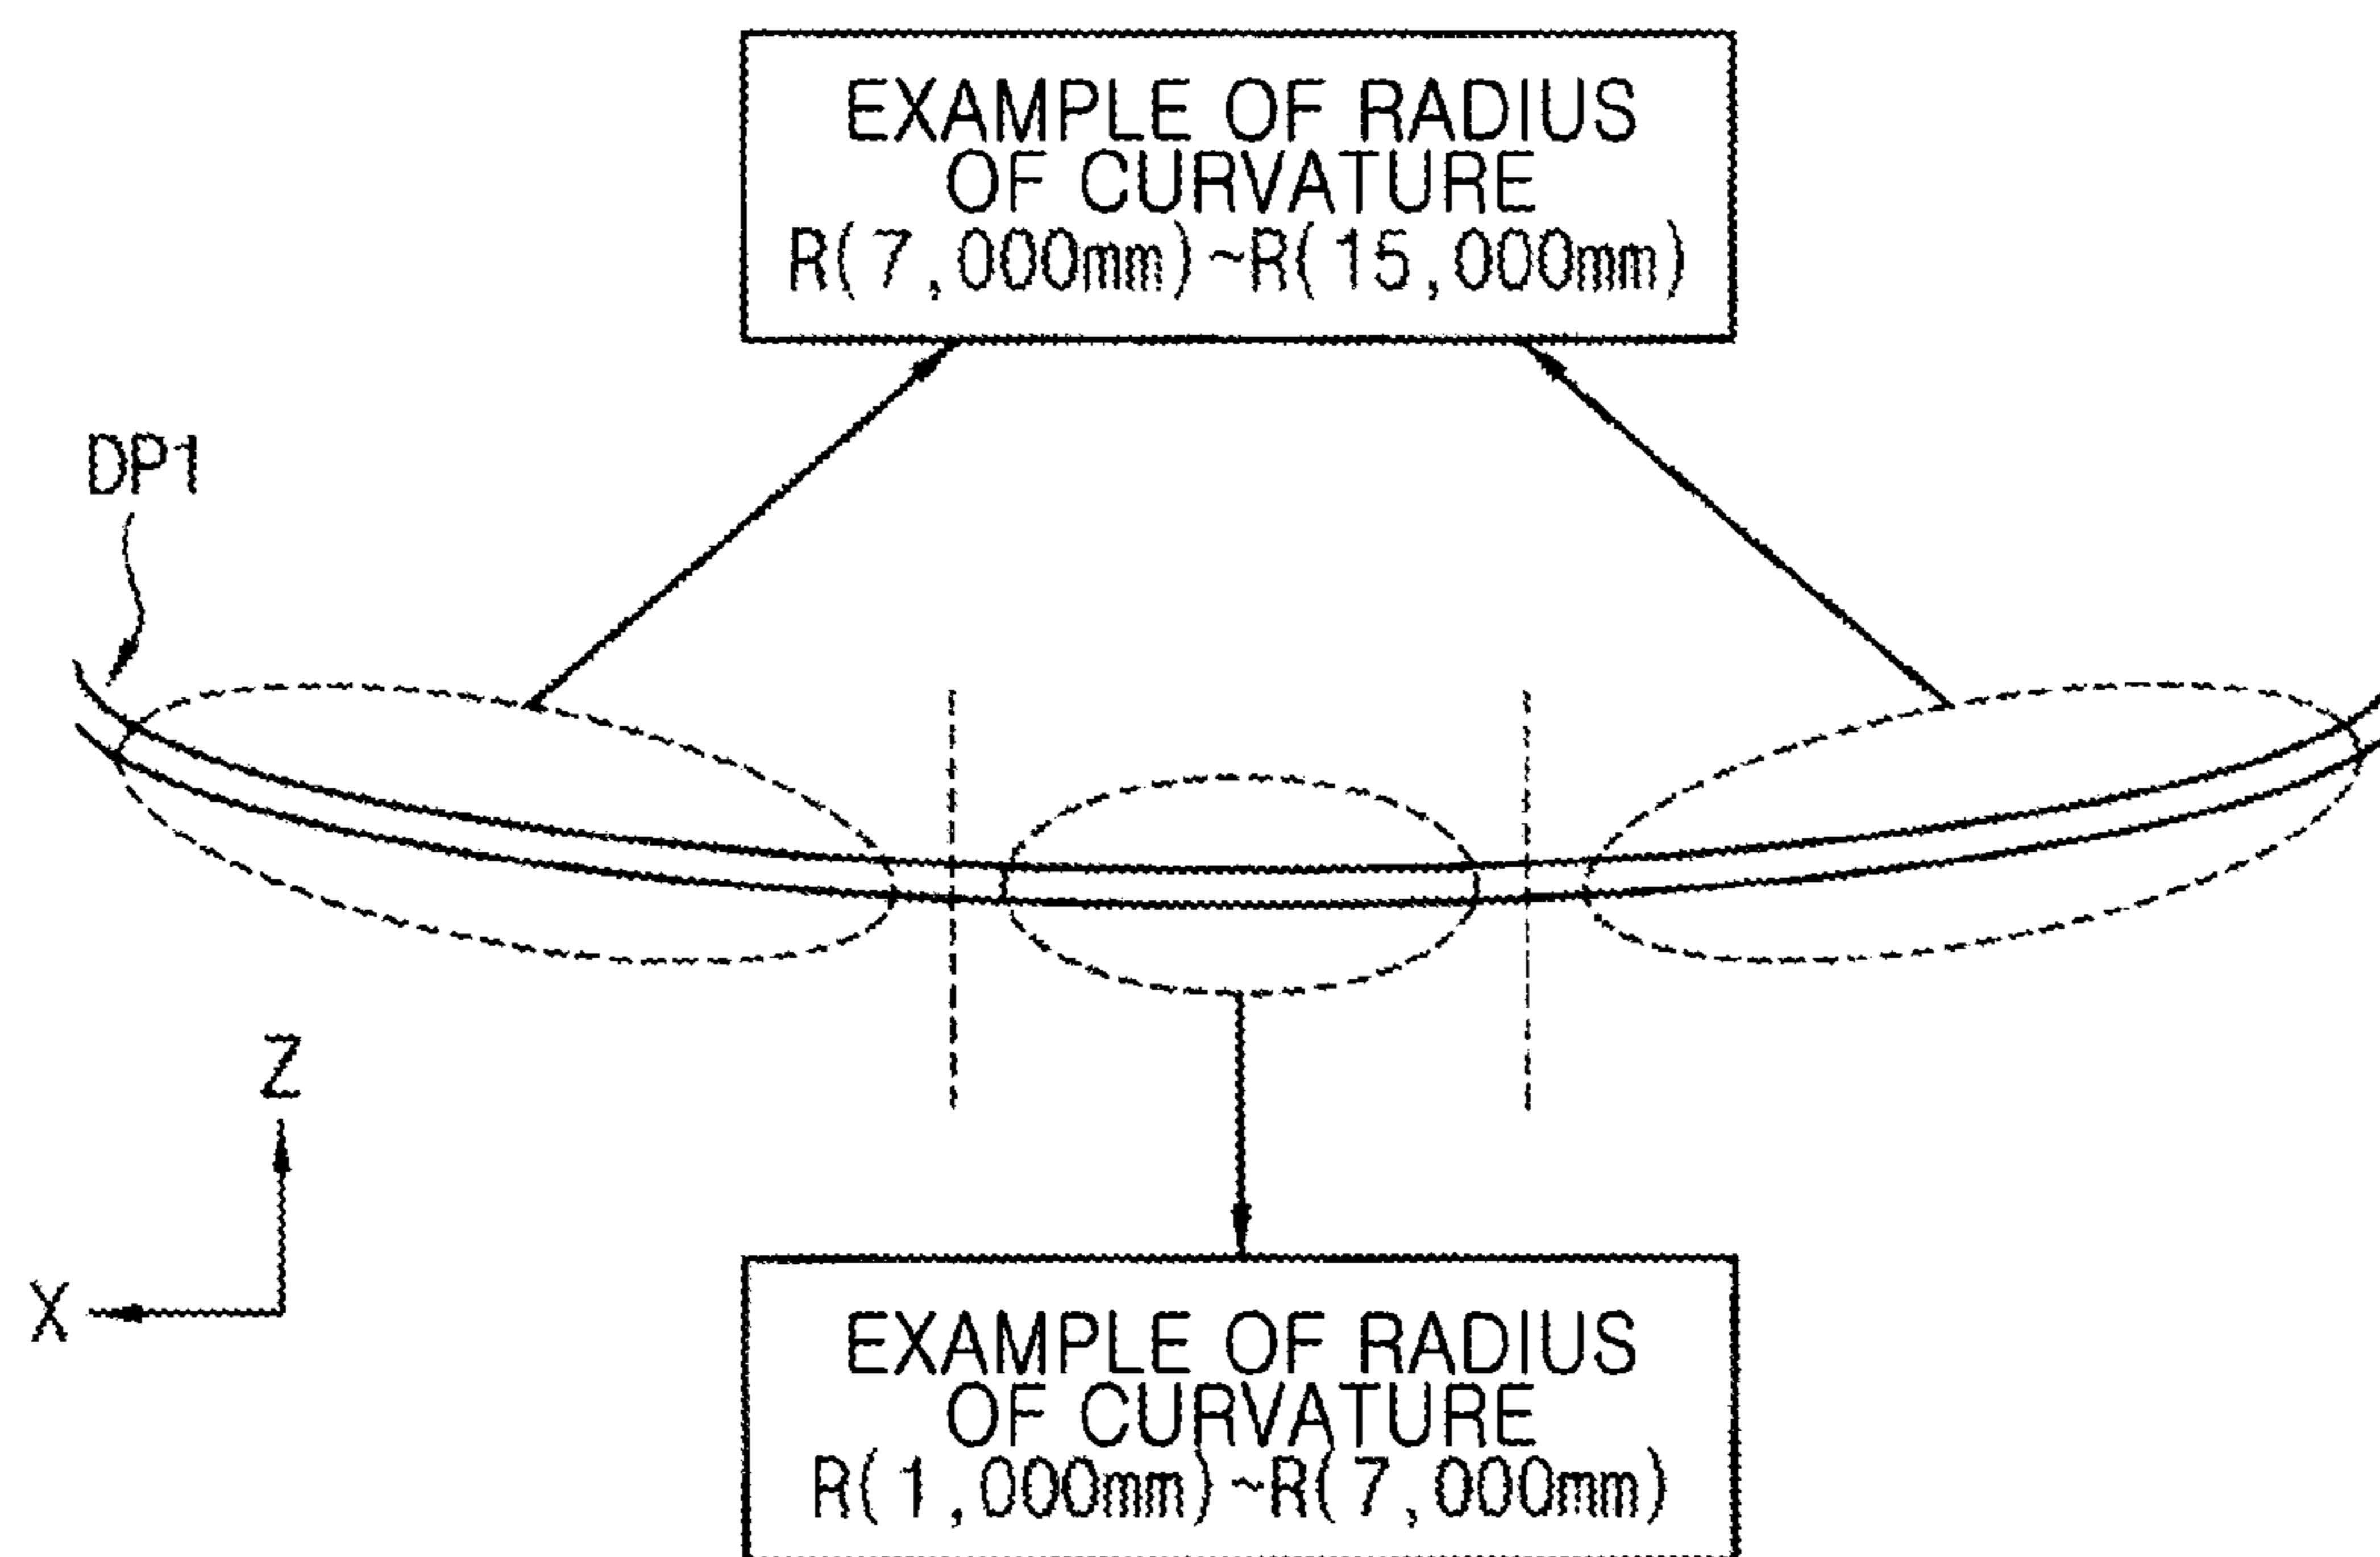 EXAMPLE OF RADIUS
OF CURVATURE
R(7,000mm)~R(15,000mm)
DP1
Z
X
EXAMPLE OF RADIUS
OF CURVATURE
R(1,000mm)~R(7,000mm)